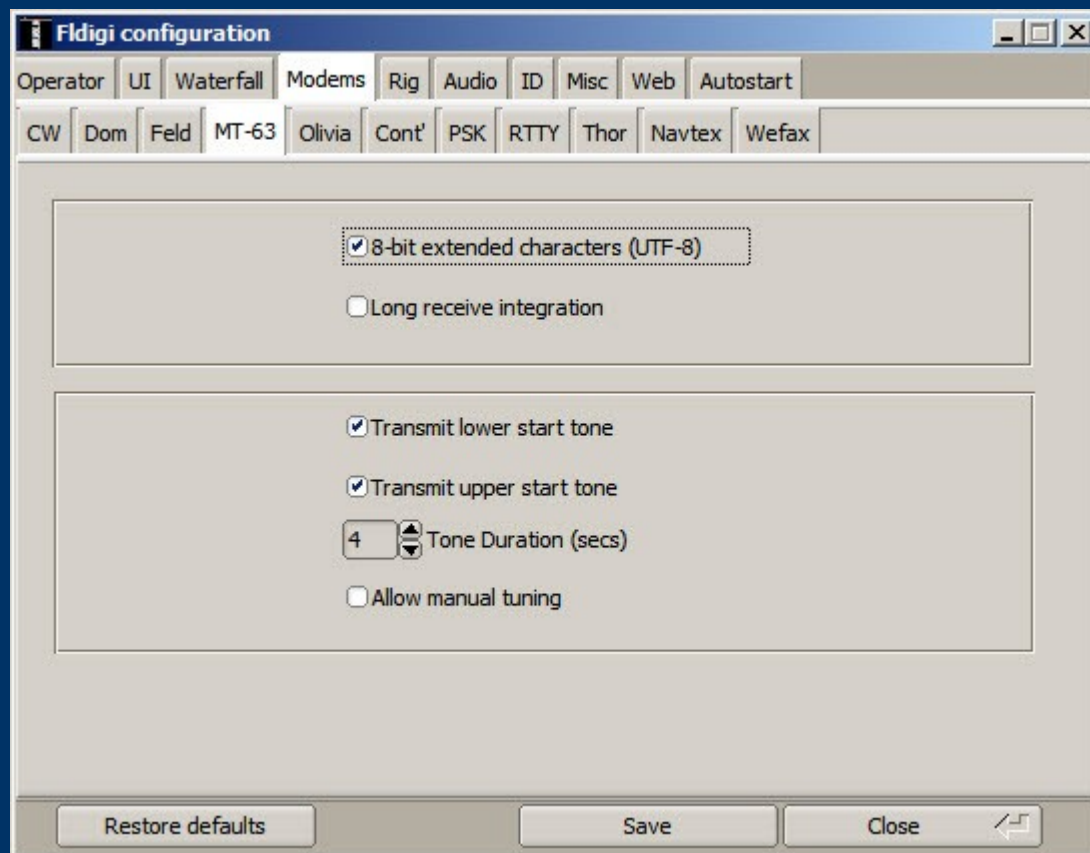 Fldigi configuration
Operator UI Waterfall Modems Rig Audio ID Misc Web Autostart
CW Dom Feld MT-63 Olivia Cont' PSK RTTY Thor Navtex Wefax
8-bit extended characters (UTF-8)
Long receive integration
Transmit lower start tone
Transmit upper start tone
4 Tone Duration (secs)
Allow manual tuning
Restore defaults Save Close